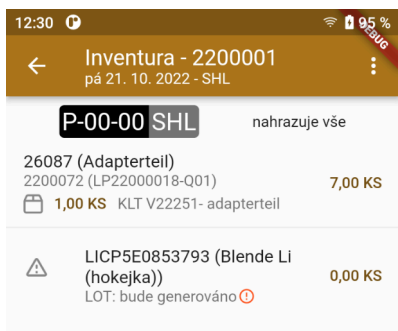 12:30 95 %
DEBUG
Inventura - 2200001
pá 21. 10. 2022 - SHL
P-00-00 SHL nahrazuje vše
26087 (Adapterteil)
2200072 (LP22000018-Q01) 7,00 KS
1,00 KS KLT V22251- adapterteil
LICP5E0853793 (Blende Li
(hokejka)) 0,00 KS
LOT: bude generováno